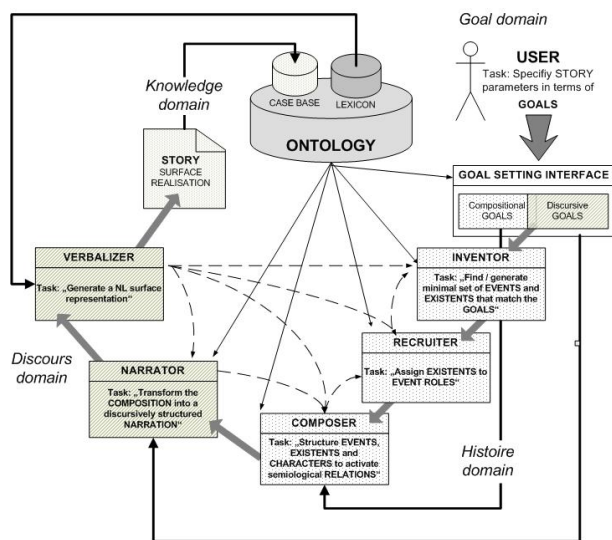 Goal domain
USER
Task: Specifiy STORY
parameters in terms of
GOALS
Knowledge
domain
CASE BASE
LEXICON
ONTOLOGY
STORY
SURFACE
REALISATION
GOAL SETTING INTERFACE
Compositional
GOALS
Discursive
GOALS
VERBALIZER
Task: „Generate a NL surface
representation“
INVENTOR
Task: „Find / generate
minimal set of EVENTS and
EXISTENTS that match the
GOALS“
RECRUITER
Task: „Assign EXISTENTS to
EVENT ROLES“
Discours
domain
NARRATOR
Task: „Transform the
COMPOSITION into a
discursively structured
NARRATION“
COMPOSER
Task: „Structure EVENTS,
EXISTENTS and
CHARACTERS to activate
semiological RELATIONS“
Histoire
domain